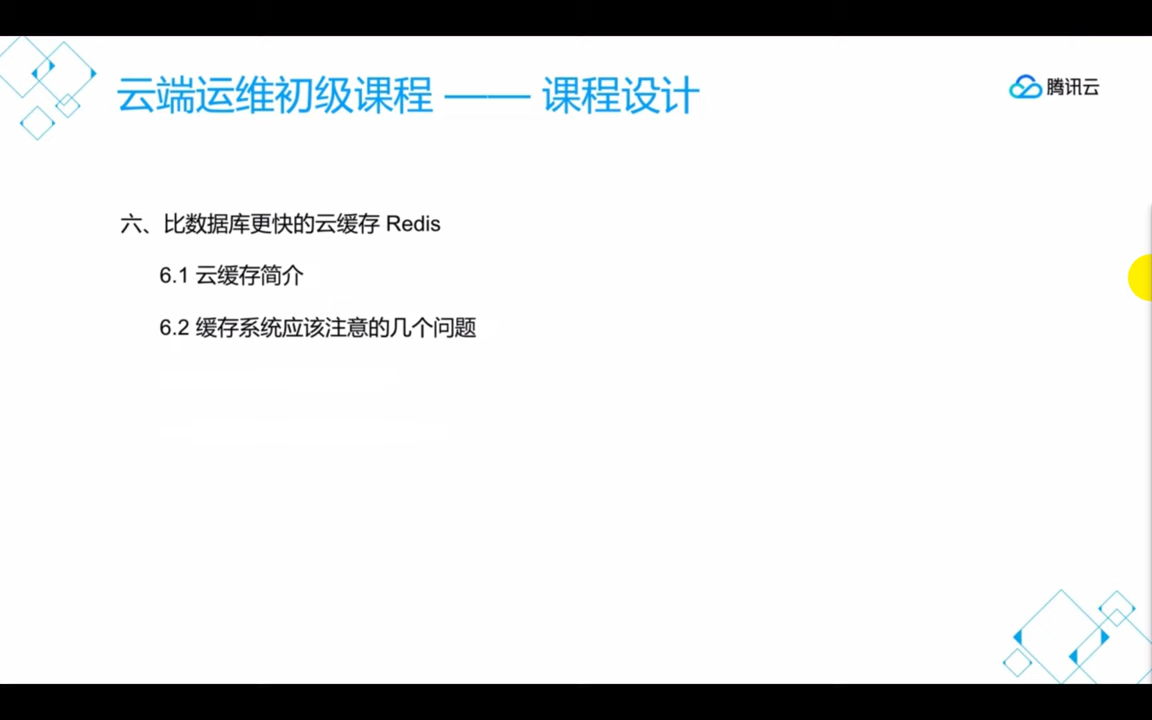 云端运维初级课程 —— 课程设计
腾讯云
六、比数据库更快的云缓存 Redis
6.1 云缓存简介
6.2 缓存系统应该注意的几个问题